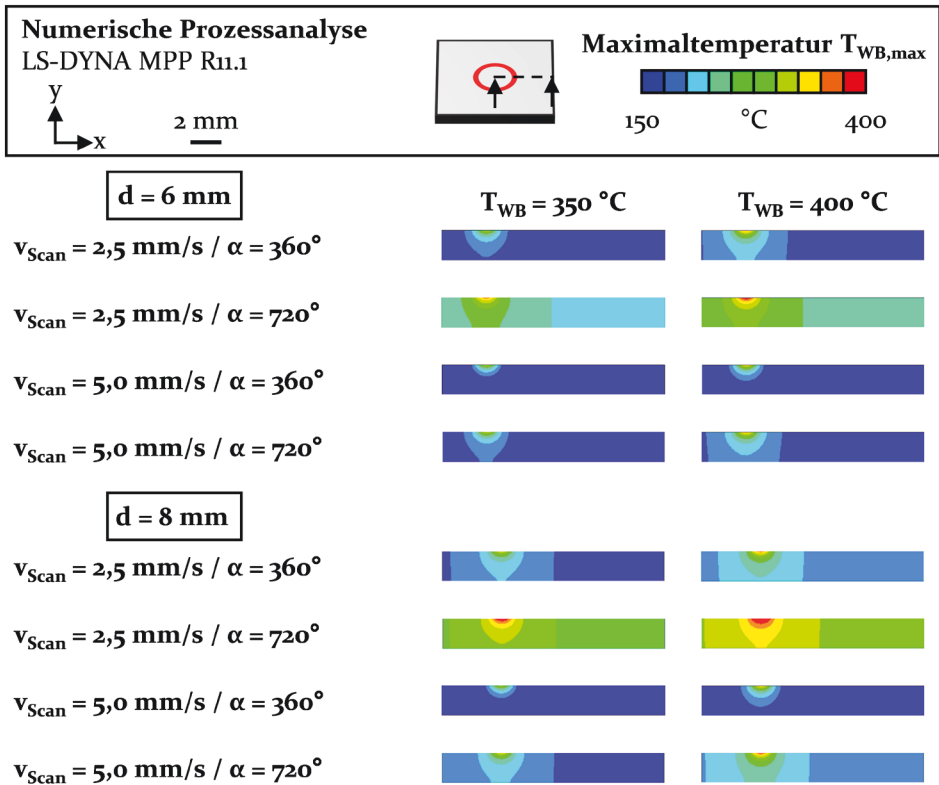 Numerische Prozessanalyse
LS-DYNA MPP R11.1
y
x
2 mm
Maximaltemperatur T_WB,max
150 °C 400
d = 6 mm
T_WB = 350 °C T_WB = 400 °C
v_Scan = 2,5 mm/s / α = 360°
v_Scan = 2,5 mm/s / α = 720°
v_Scan = 5,0 mm/s / α = 360°
v_Scan = 5,0 mm/s / α = 720°
d = 8 mm
v_Scan = 2,5 mm/s / α = 360°
v_Scan = 2,5 mm/s / α = 720°
v_Scan = 5,0 mm/s / α = 360°
v_Scan = 5,0 mm/s / α = 720°